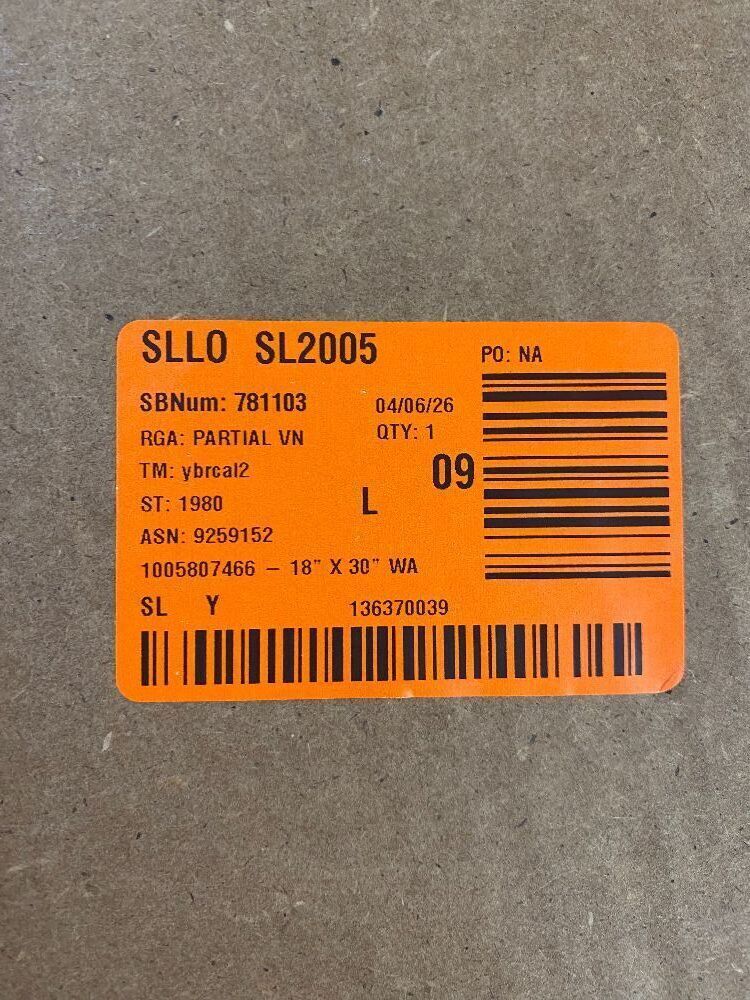 SLLO SL2005
PO: NA
SBNum: 781103
04/06/26
RGA: PARTIAL VN
QTY: 1
TM: ybrcal2
09
ST: 1980
L
ASN: 9259152
1005807466 – 18" X 30" WA
SL Y
136370039